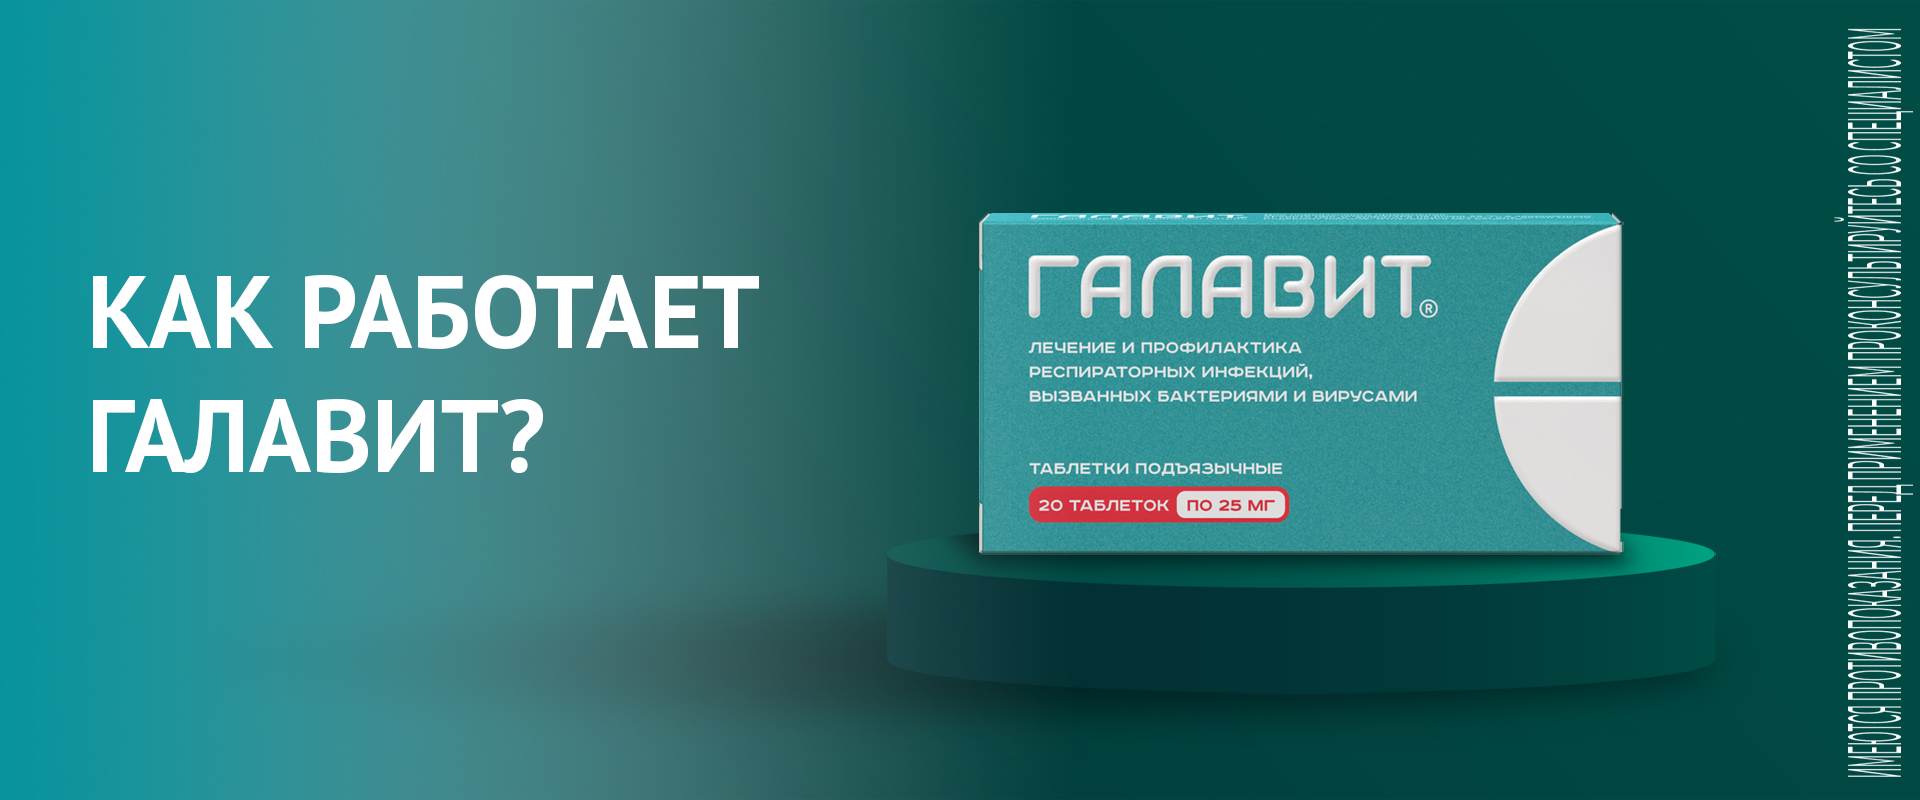 КАК РАБОТАЕТ
ГАЛАВИТ?
ГАЛАВИТ®
ЛЕЧЕНИЕ И ПРОФИЛАКТИКА
РЕСПИРАТОРНЫХ ИНФЕКЦИЙ,
ВЫЗВАННЫХ БАКТЕРИЯМИ И ВИРУСАМИ
ТАБЛЕТКИ ПОДЪЯЗЫЧНЫЕ
20 ТАБЛЕТОК ПО 25 МГ
ИМЕЮТСЯ ПРОТИВОПОКАЗАНИЯ. ПЕРЕД ПРИМЕНЕНИЕМ ПРОКОНСУЛЬТИРУЙТЕСЬ СО СПЕЦИАЛИСТОМ